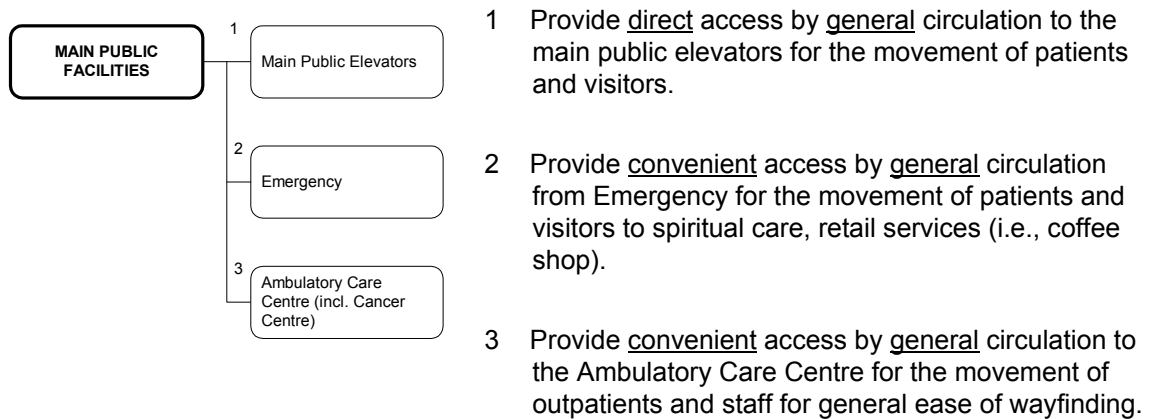 MAIN PUBLIC
FACILITIES
1
Main Public Elevators
2
Emergency
3
Ambulatory Care
Centre (incl. Cancer
Centre)
1 Provide direct access by general circulation to the
main public elevators for the movement of patients
and visitors.
2 Provide convenient access by general circulation
from Emergency for the movement of patients and
visitors to spiritual care, retail services (i.e., coffee
shop).
3 Provide convenient access by general circulation to
the Ambulatory Care Centre for the movement of
outpatients and staff for general ease of wayfinding.